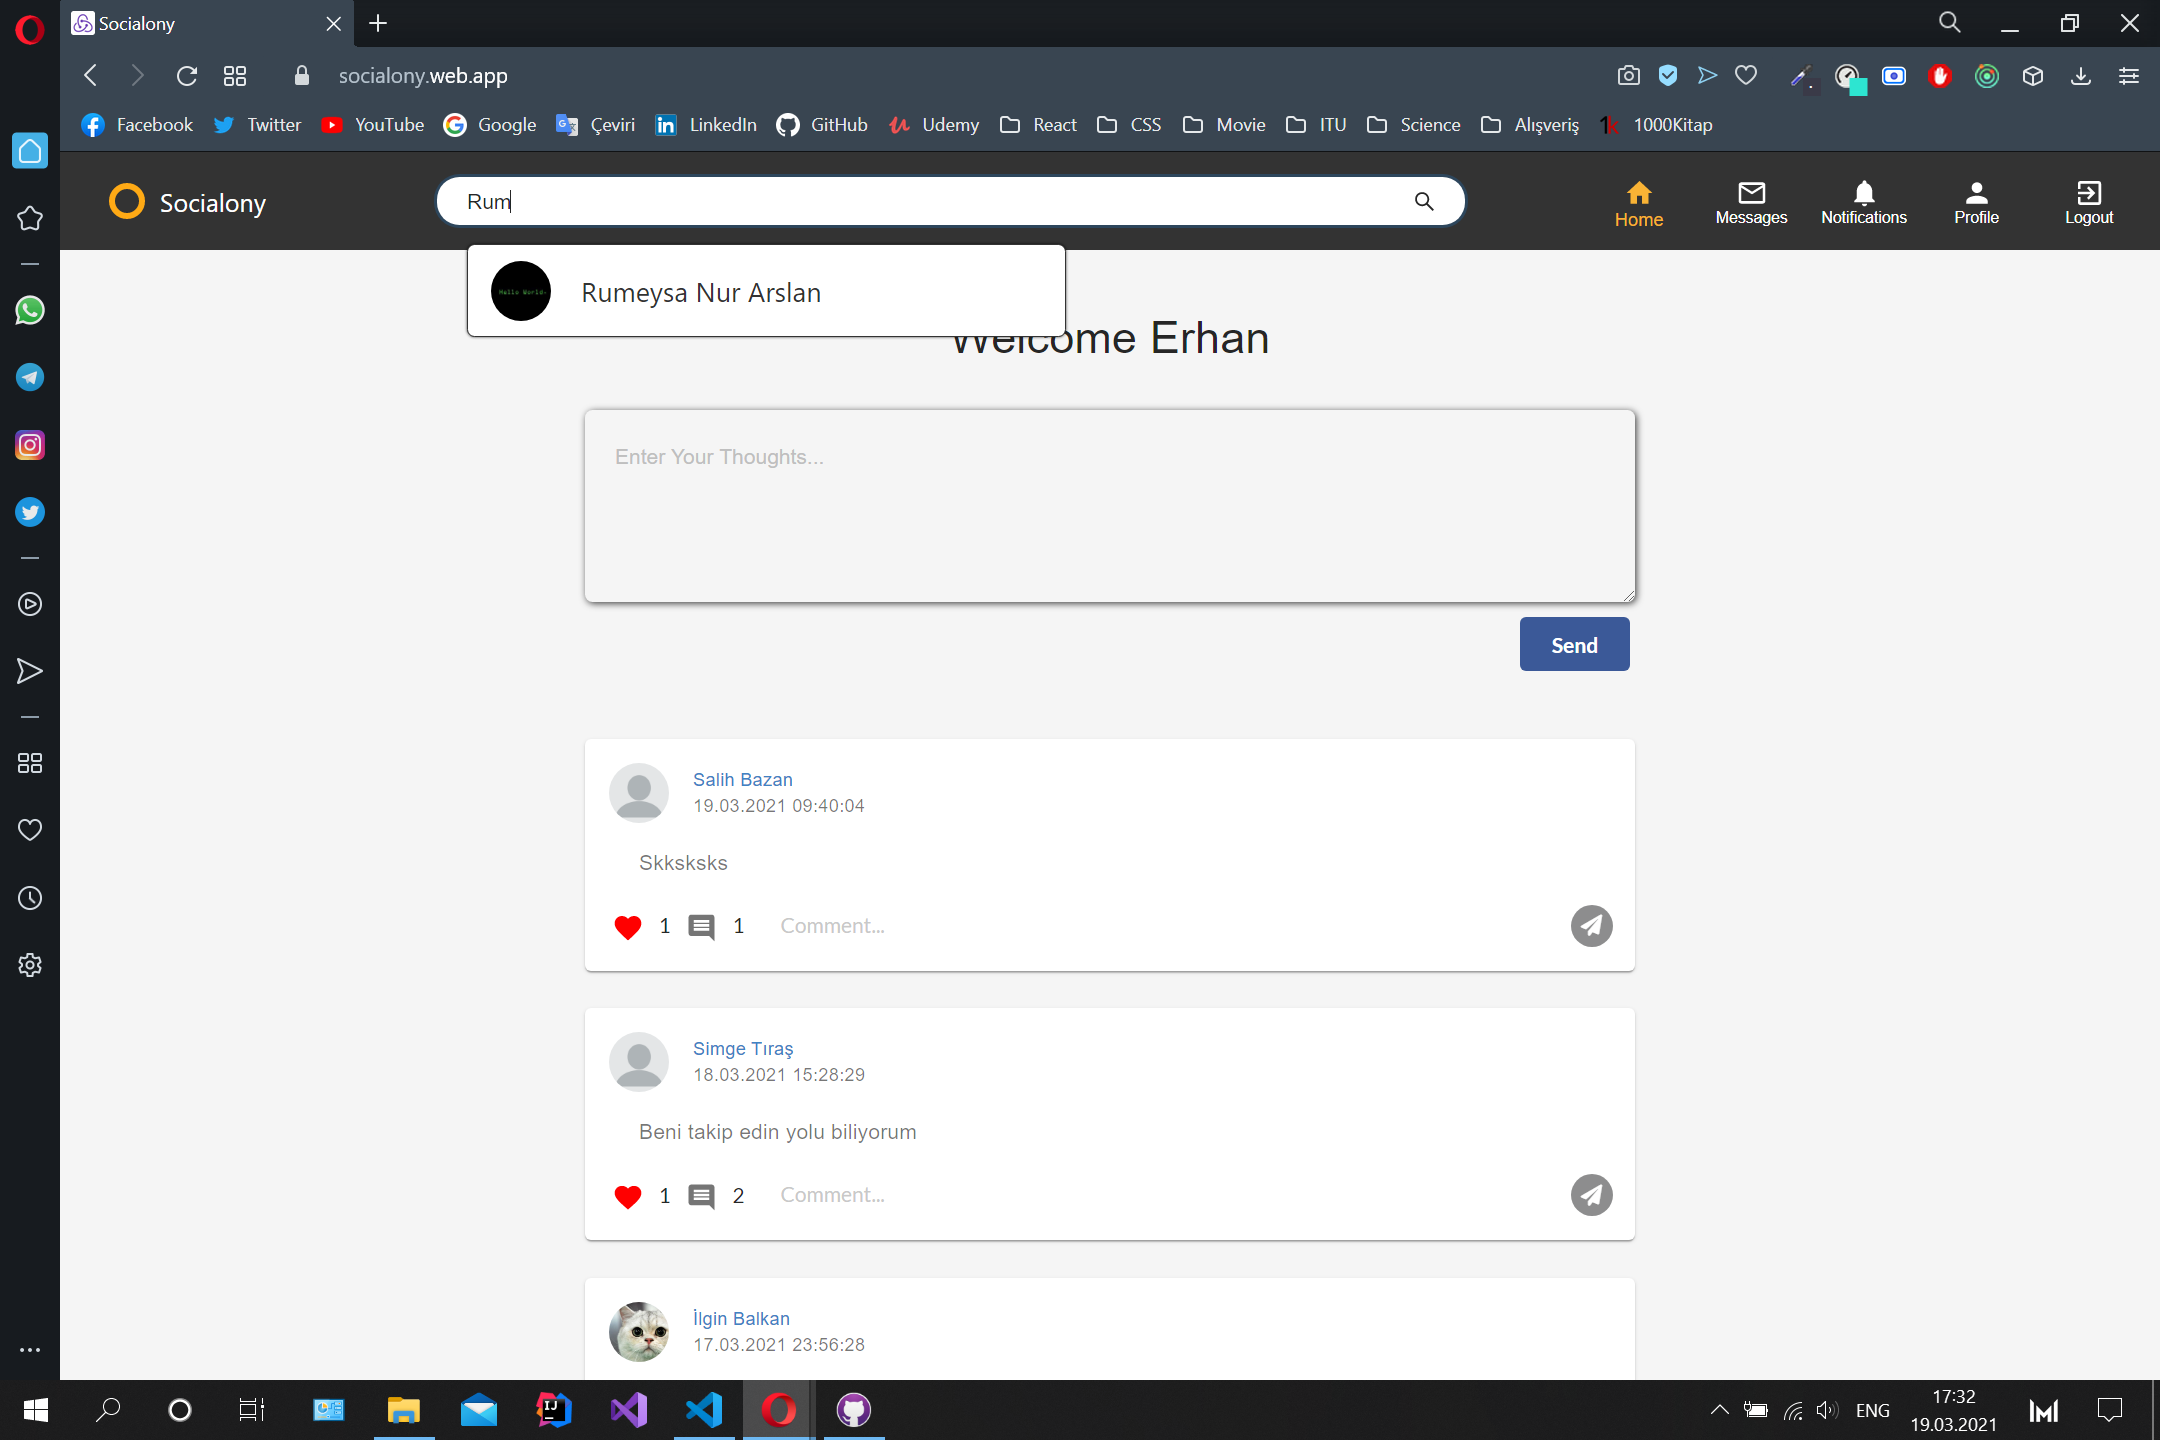 Socialony
socialony.web.app
Facebook Twitter YouTube Google Çeviri LinkedIn GitHub Udemy React CSS Movie ITU Science Alışveriş 1000Kitap
Socialony
Rum
Home
Messages
Notifications
Profile
Logout
Hello World-
Rumeysa Nur Arslan
Welcome Erhan
Enter Your Thoughts...
Send
Salih Bazan
19.03.2021 09:40:04
Skksksks
1 1 Comment...
Simge Tıraş
18.03.2021 15:28:29
Beni takip edin yolu biliyorum
1 2 Comment...
İlgin Balkan
17.03.2021 23:56:28
ENG
17:32
19.03.2021